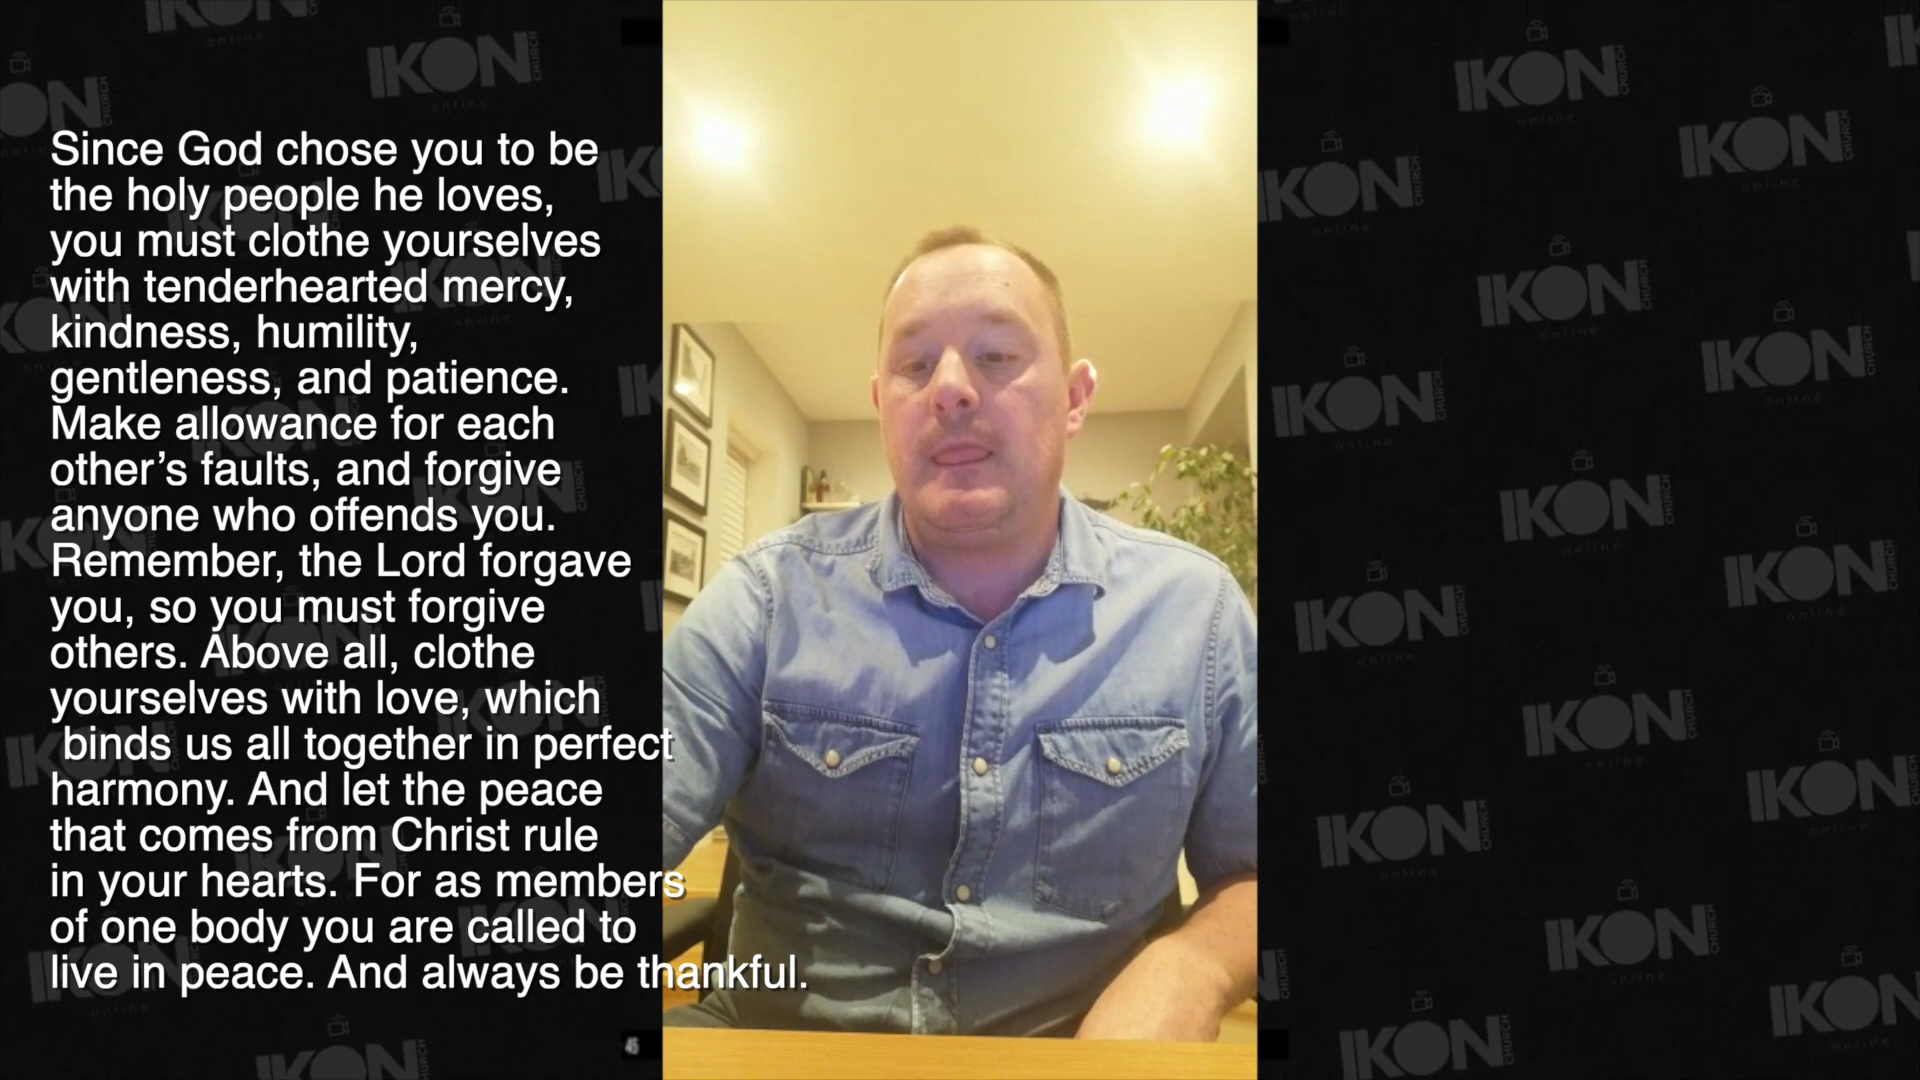 Since God chose you to be
the holy people he loves,
you must clothe yourselves
with tenderhearted mercy,
kindness, humility,
gentleness, and patience.
Make allowance for each
other’s faults, and forgive
anyone who offends you.
Remember, the Lord forgave
you, so you must forgive
others. Above all, clothe
yourselves with love, which
binds us all together in perfect
harmony. And let the peace
that comes from Christ rule
in your hearts. For as members
of one body you are called to
live in peace. And always be thankful.
IKON CHURCH
online